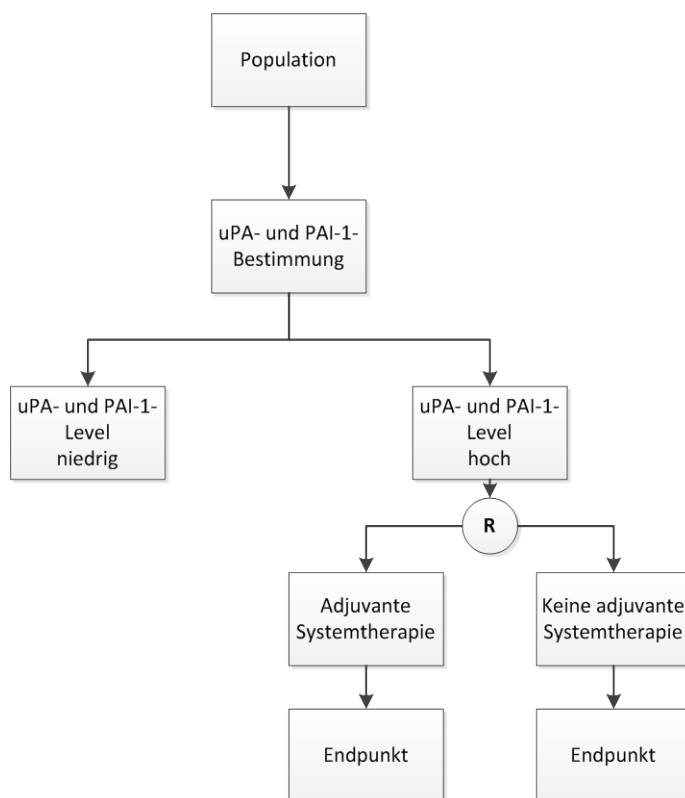 Population
uPA- und PAI-1-
Bestimmung
uPA- und PAI-1-
Level
niedrig
uPA- und PAI-1-
Level
hoch
R
Adjuvante
Systemtherapie
Keine adjuvante
Systemtherapie
Endpunkt
Endpunkt